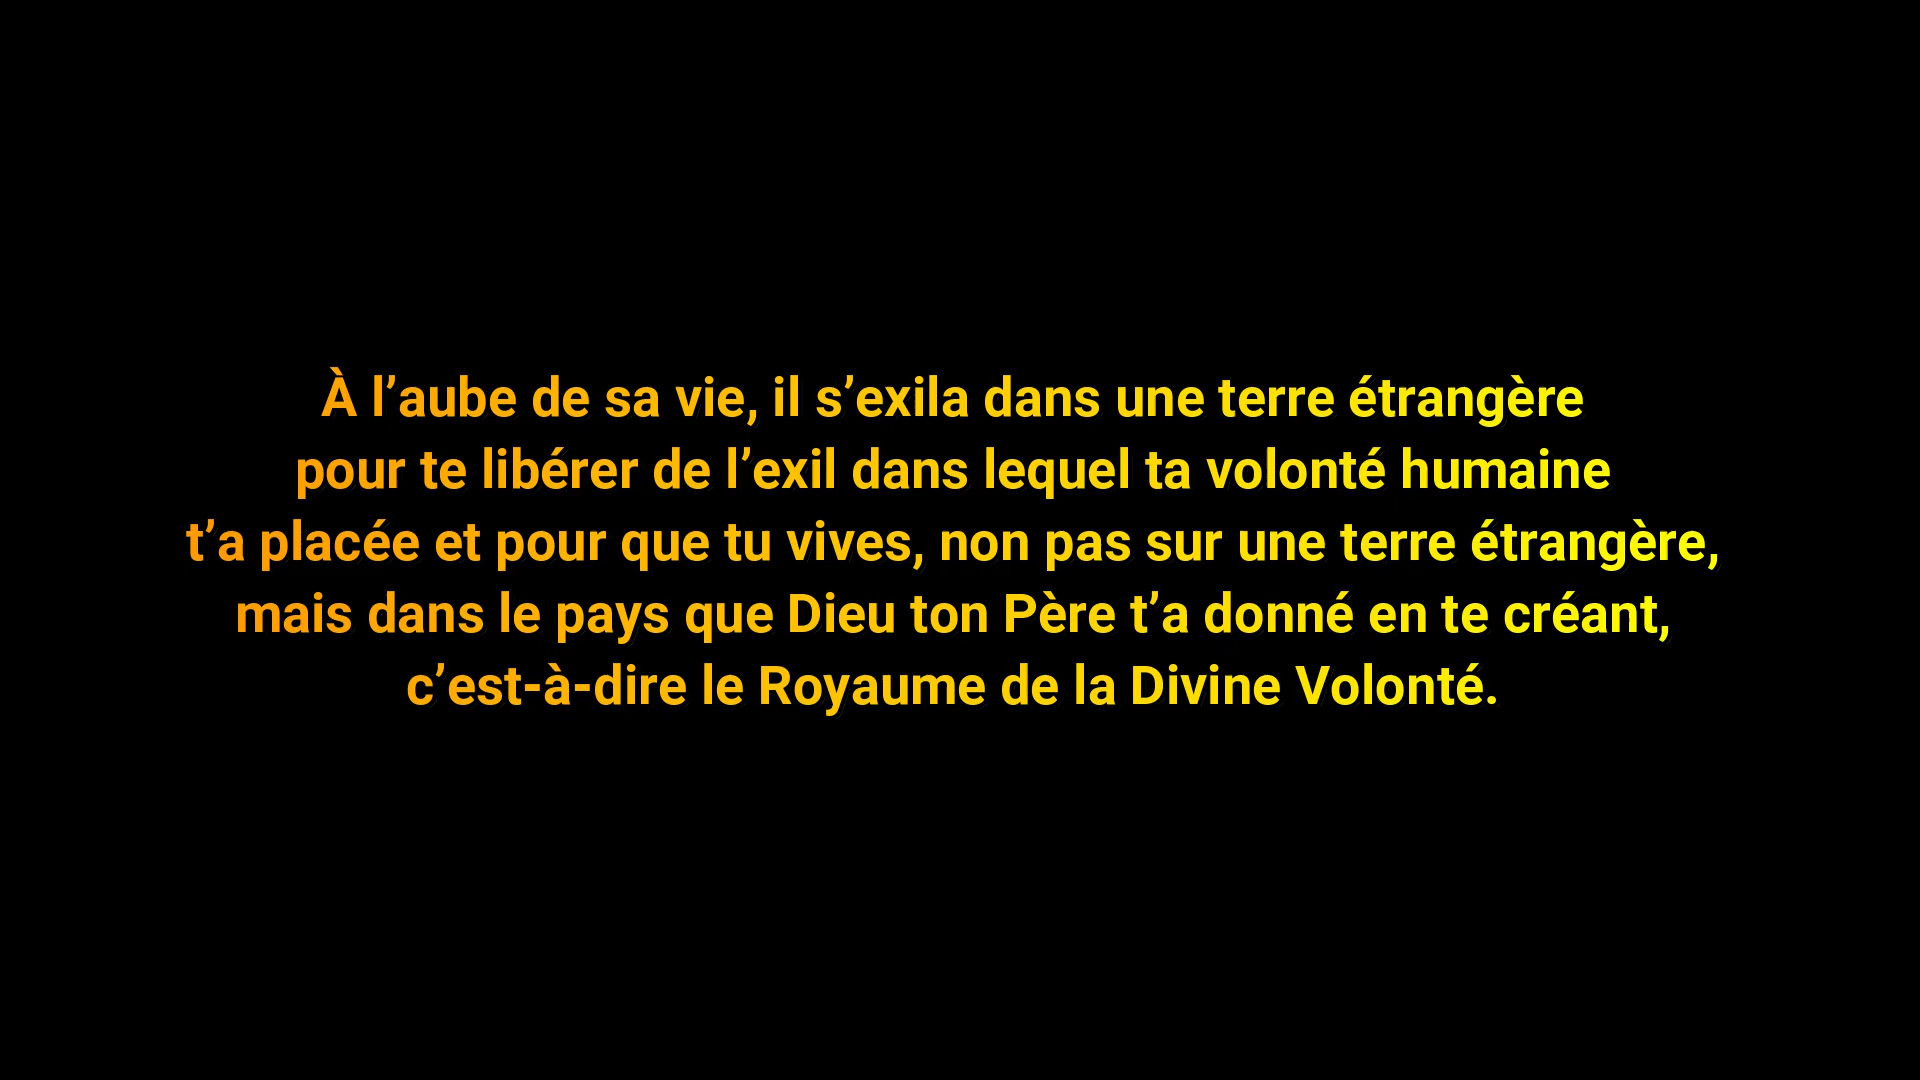 À l’aube de sa vie, il s’exila dans une terre étrangère
pour te libérer de l’exil dans lequel ta volonté humaine
t’a placée et pour que tu vives, non pas sur une terre étrangère,
mais dans le pays que Dieu ton Père t’a donné en te créant,
c’est-à-dire le Royaume de la Divine Volonté.